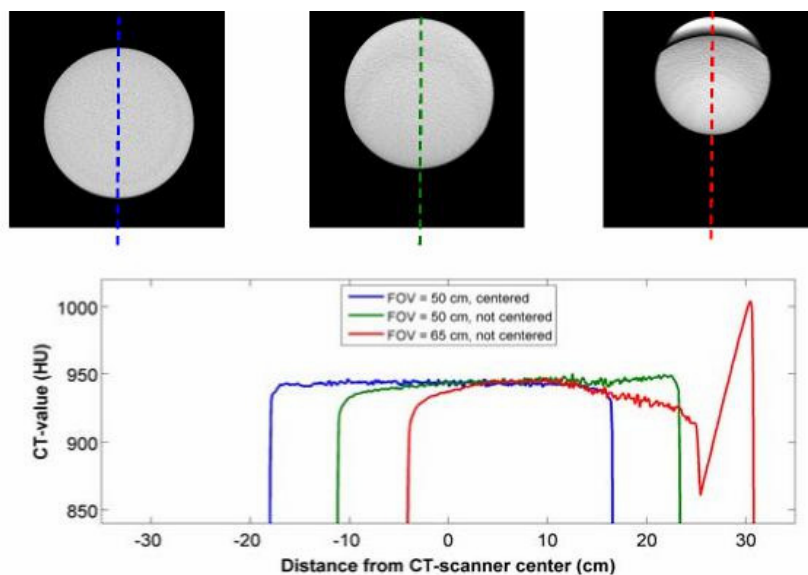 FOV = 50 cm, centered
FOV = 50 cm, not centered
FOV = 65 cm, not centered
CT-value (HU)
1000
950
900
850
-30 -20 -10 0 10 20 30
Distance from CT-scanner center (cm)